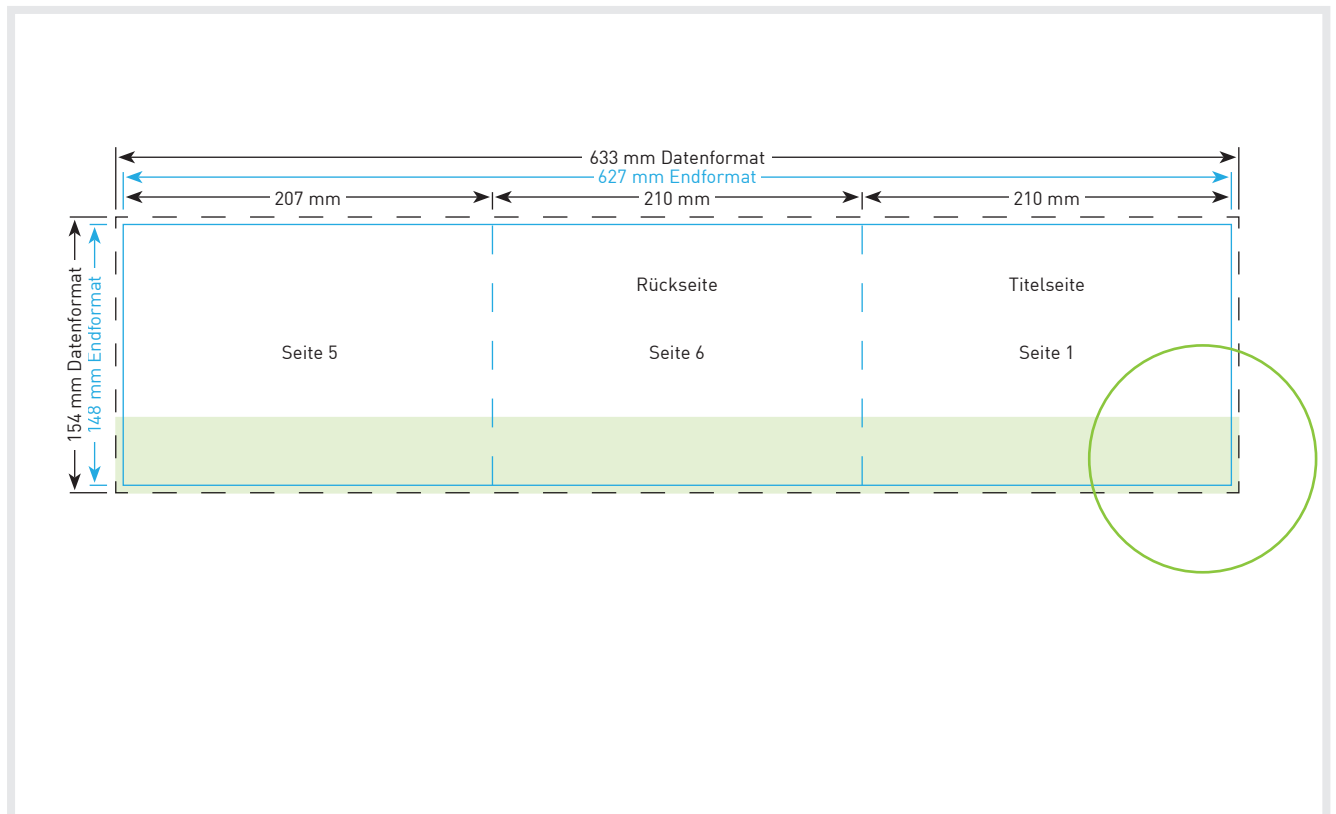 633 mm Datenformat
627 mm Endformat
207 mm
210 mm
210 mm
154 mm Datenformat
148 mm Endformat
Rückseite
Titelseite
Seite 5
Seite 6
Seite 1